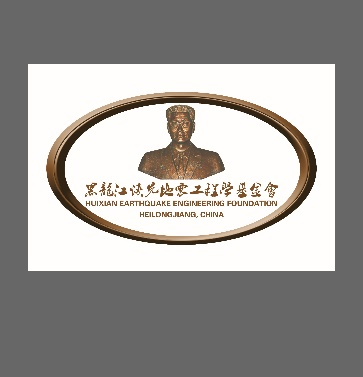 黑龍江恢先地震工程學基金會
HUIXIAN EARTHQUAKE ENGINEERING FOUNDATION
HEILONGJIANG, CHINA